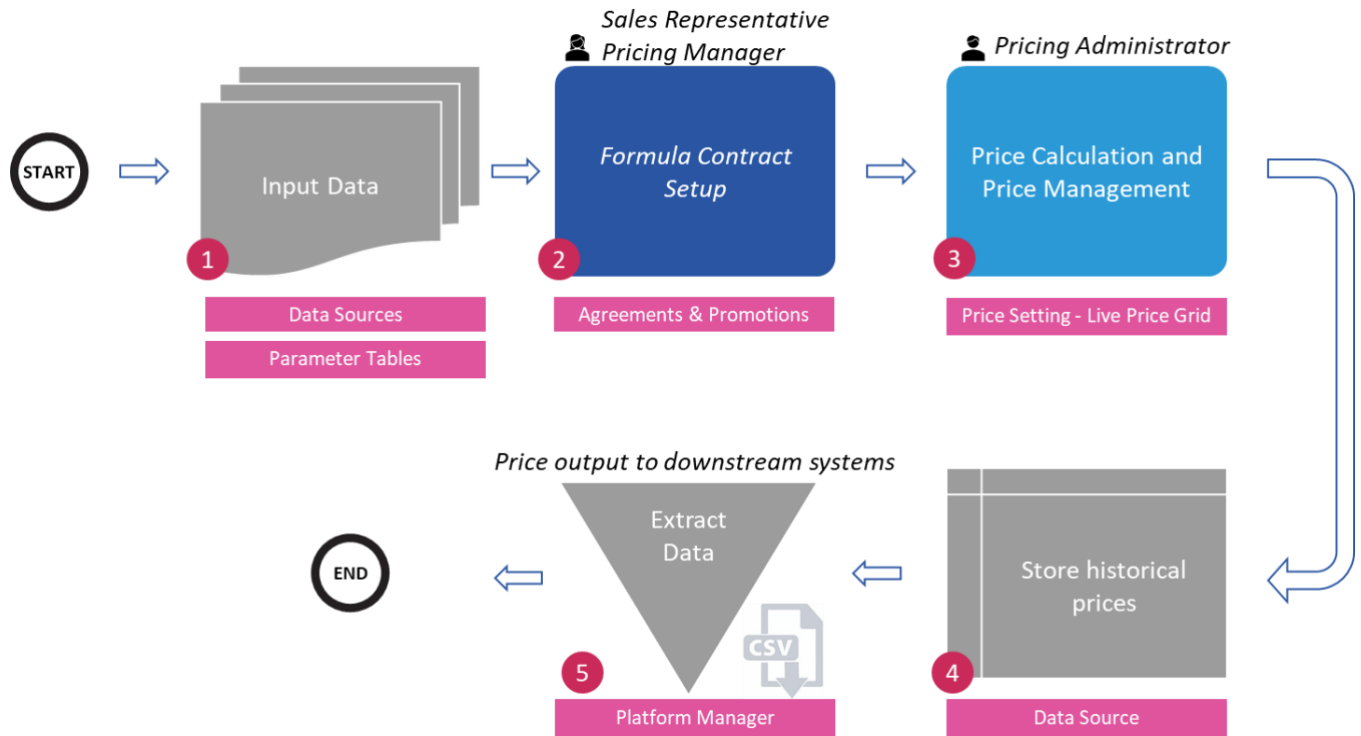 Sales Representative
Pricing Manager
Pricing Administrator
START
Input Data
Formula Contract
Setup
Price Calculation and
Price Management
1
2
3
Data Sources
Agreements & Promotions
Price Setting - Live Price Grid
Parameter Tables
Price output to downstream systems
Extract
Data
END
Store historical
prices
CSV
5
4
Platform Manager
Data Source